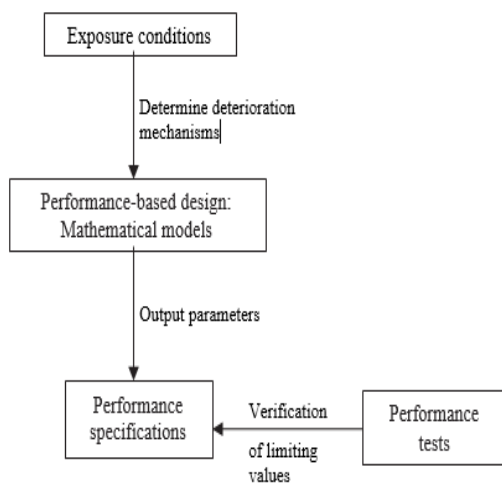 Exposure conditions
Determine deterioration
mechanisms
Performance-based design:
Mathematical models
Output parameters
Performance
specifications
Verification
of limiting
values
Performance
tests